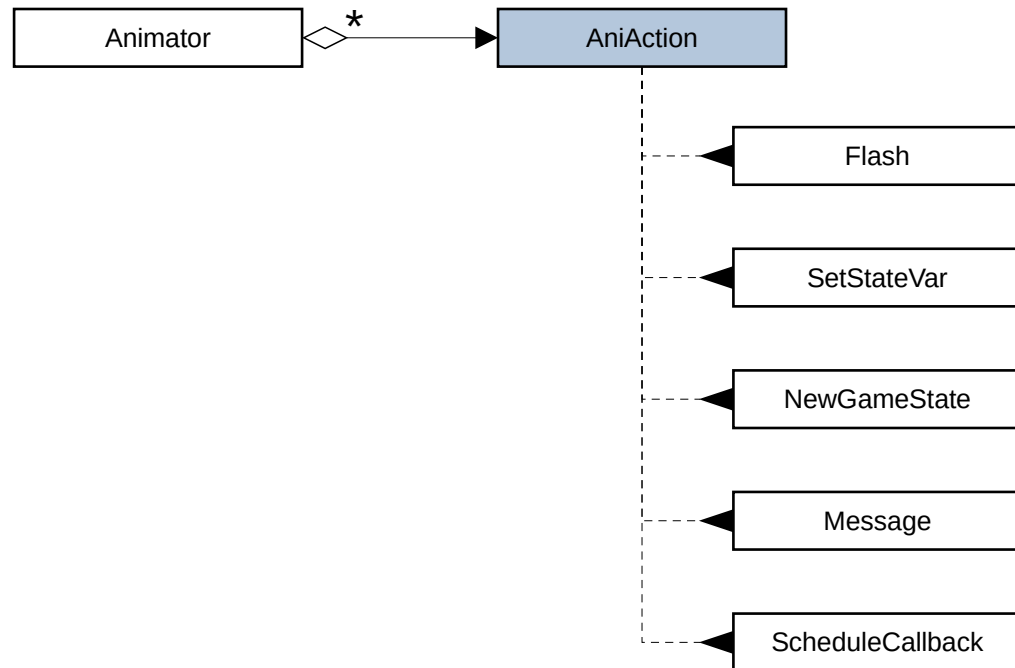 Animator
*
AniAction
Flash
SetStateVar
NewGameState
Message
ScheduleCallback